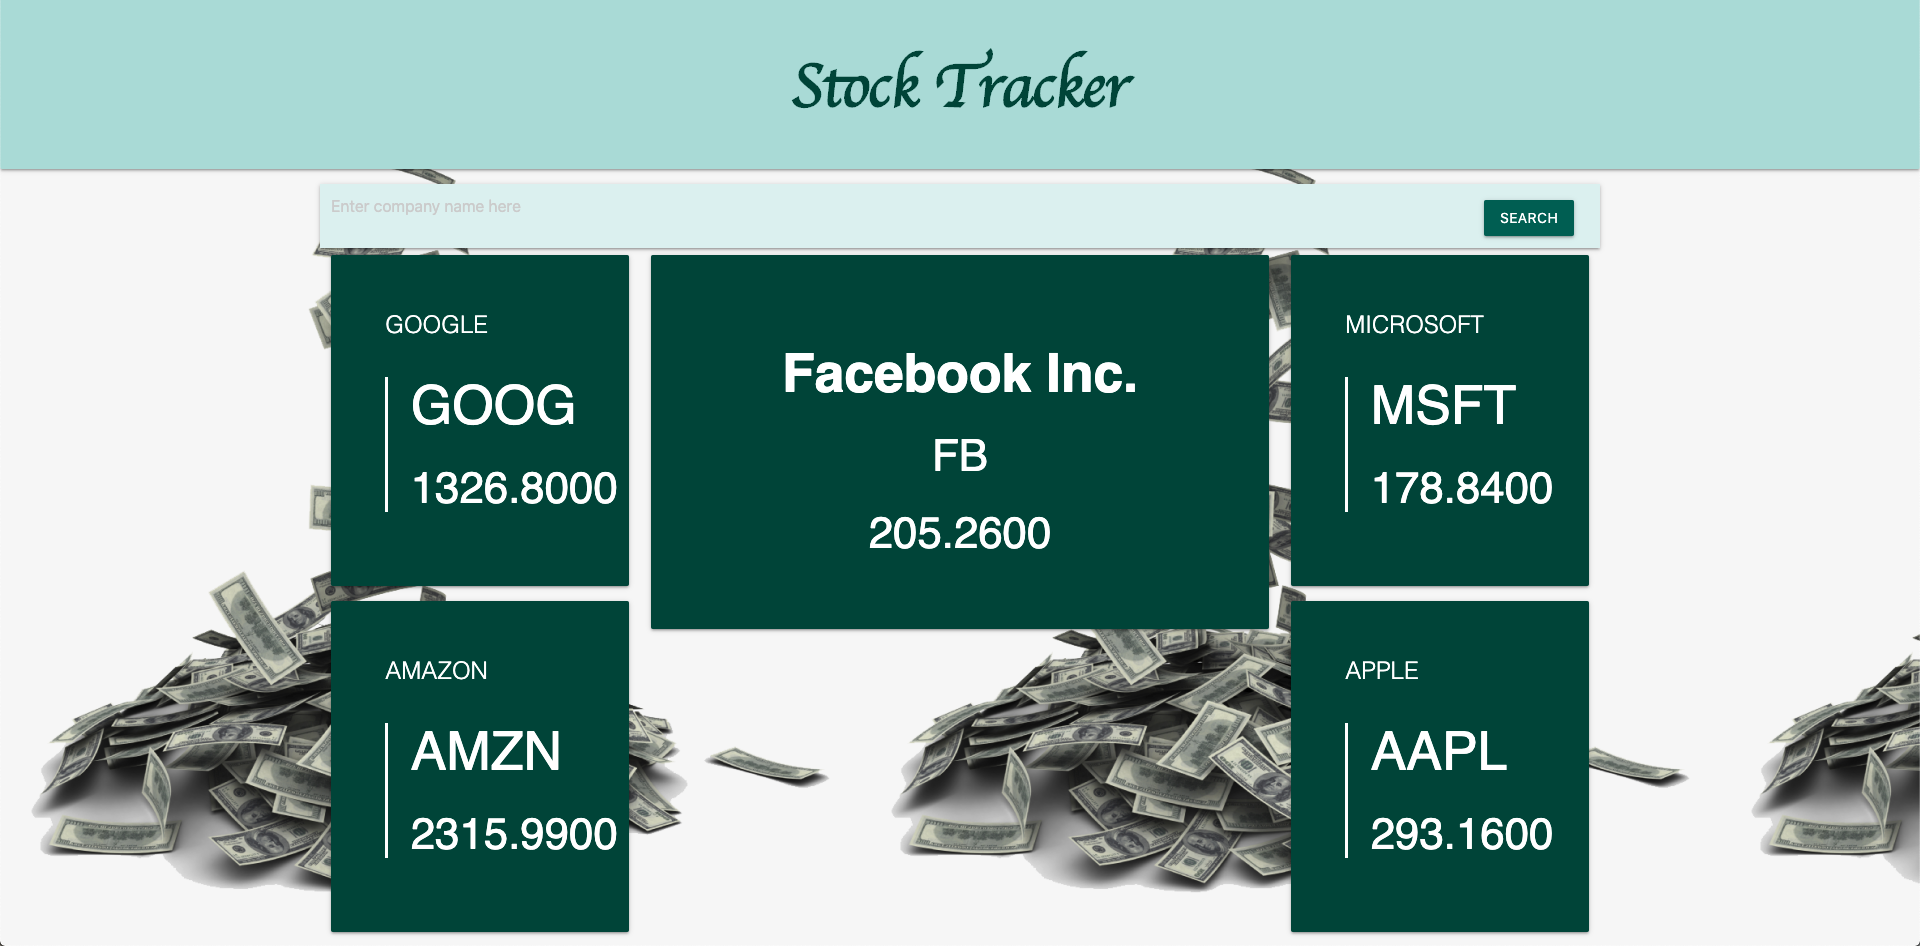 Stock Tracker
Enter company name here
SEARCH
GOOGLE
GOOG
1326.8000
Facebook Inc.
FB
205.2600
MICROSOFT
MSFT
178.8400
AMAZON
AMZN
2315.9900
APPLE
AAPL
293.1600